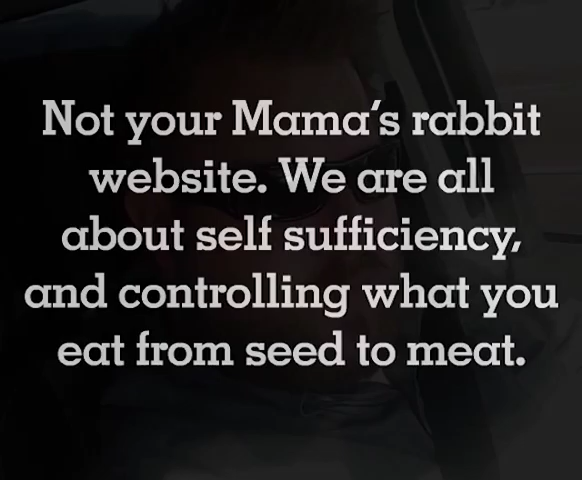 Not your Mama's rabbit
website. We are all
about self sufficiency,
and controlling what you
eat from seed to meat.